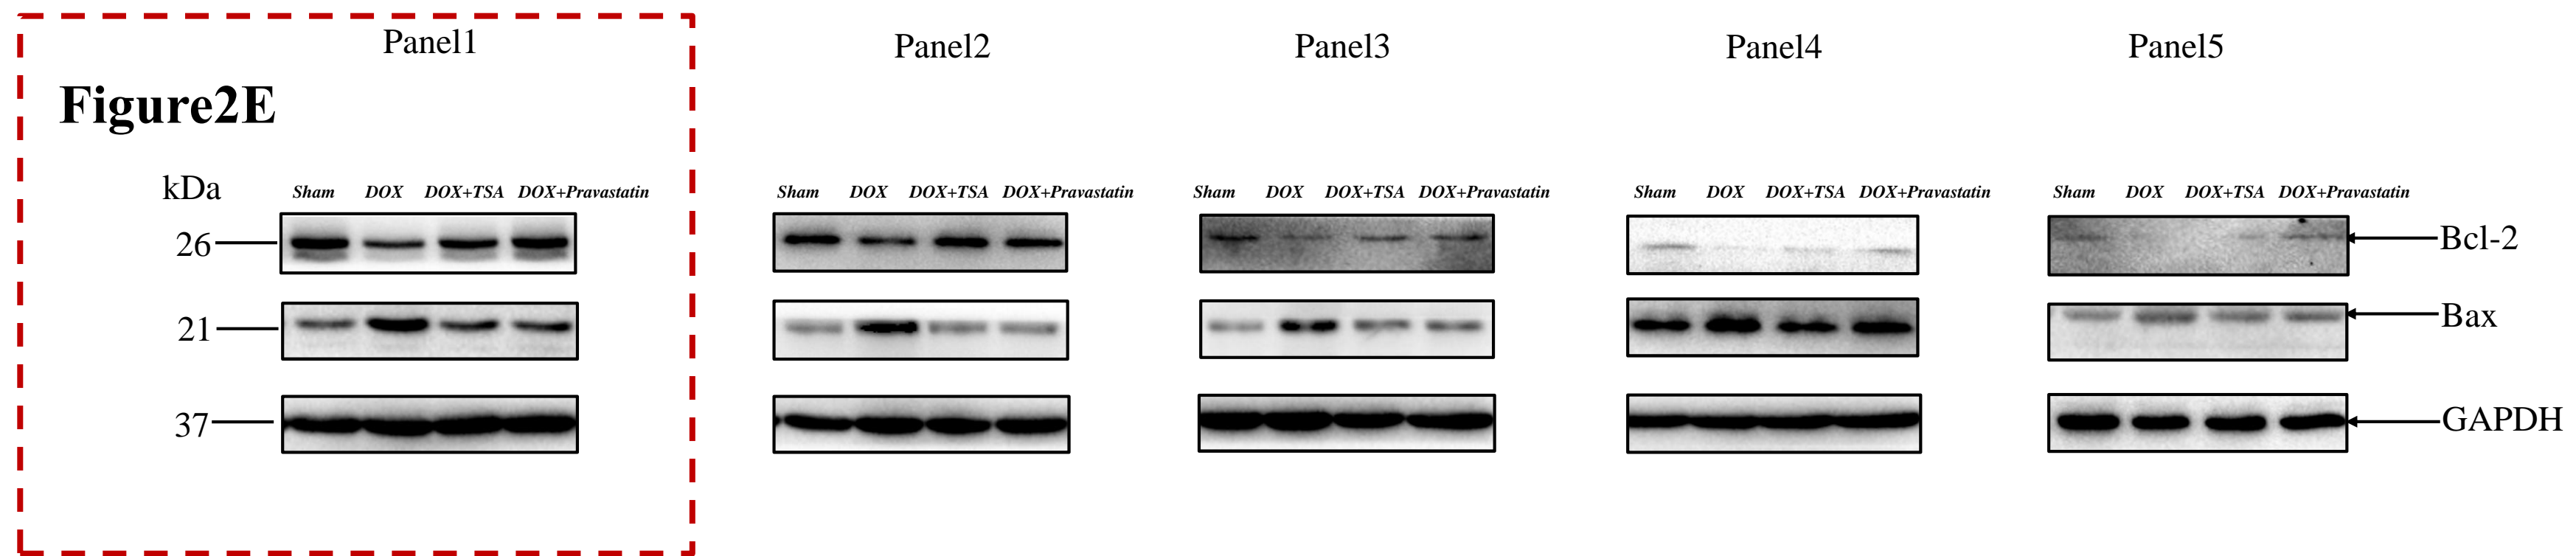 Panel1 Panel2 Panel3 Panel4 Panel5
Figure2E
kDa Sham DOX DOX+TSA DOX+Pravastatin Sham DOX DOX+TSA DOX+Pravastatin Sham DOX DOX+TSA DOX+Pravastatin Sham DOX DOX+TSA DOX+Pravastatin Sham DOX DOX+TSA DOX+Pravastatin
26 Bcl-2
21 Bax
37 GAPDH